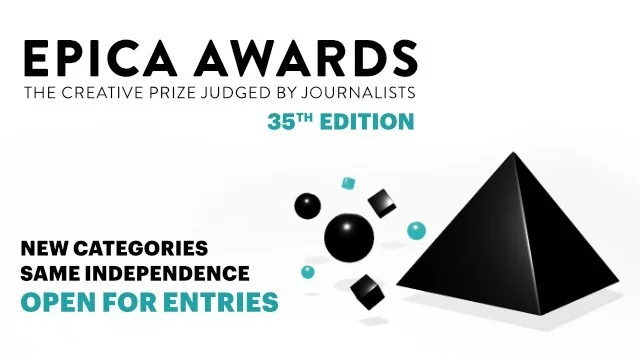 EPICA AWARDS
THE CREATIVE PRIZE JUDGED BY JOURNALISTS
35TH EDITION
NEW CATEGORIES
SAME INDEPENDENCE
OPEN FOR ENTRIES